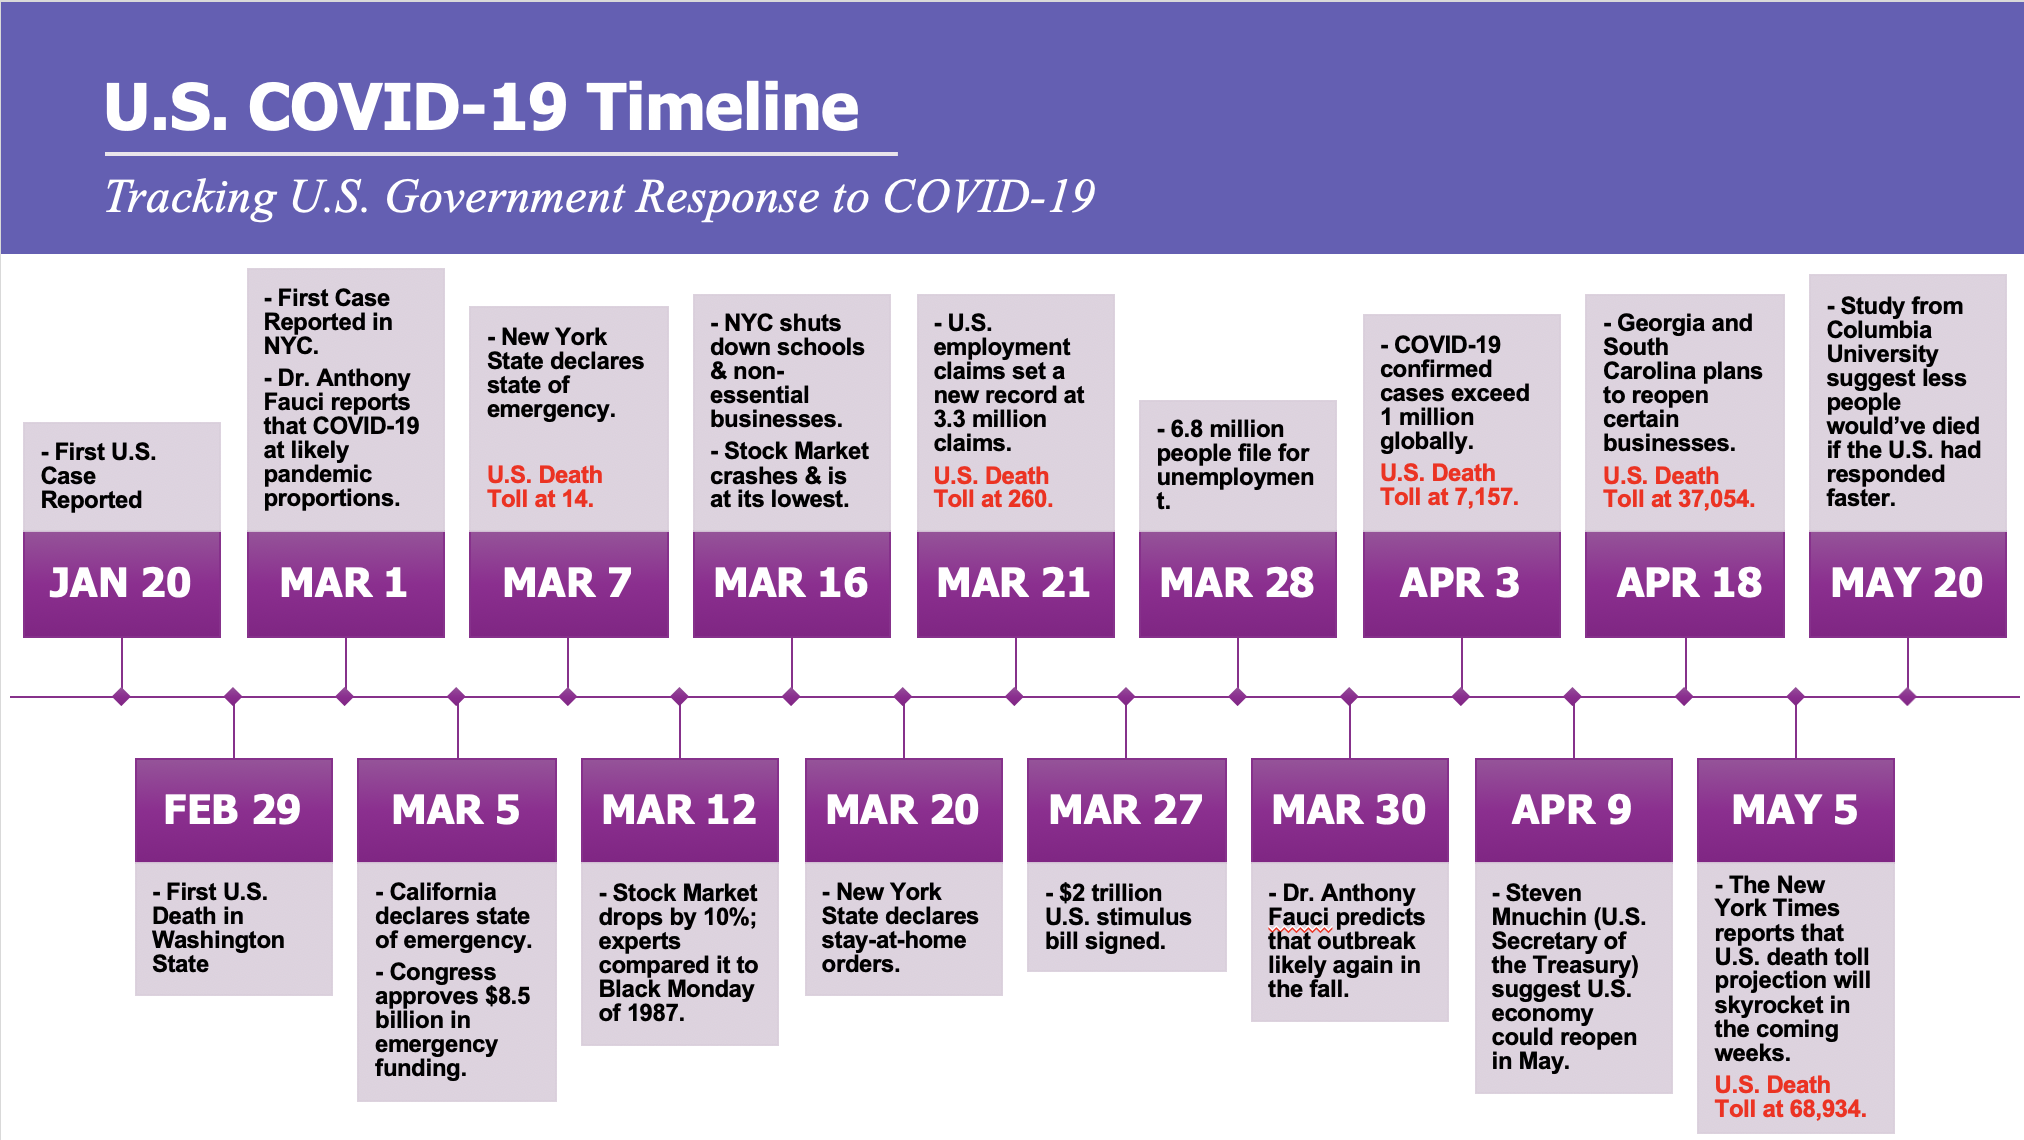 U.S. COVID-19 Timeline
Tracking U.S. Government Response to COVID-19
- First U.S.
Case
Reported
JAN 20
- First Case
Reported in
NYC.
- Dr. Anthony
Fauci reports
that COVID-19
at likely
pandemic
proportions.
MAR 1
- New York
State declares
state of
emergency.
U.S. Death
Toll at 14.
MAR 7
- NYC shuts
down schools
& non-
essential
businesses.
- Stock Market
crashes & is
at its lowest.
MAR 16
- U.S.
employment
claims set a
new record at
3.3 million
claims.
U.S. Death
Toll at 260.
MAR 21
- 6.8 million
people file for
unemploymen
t.
MAR 28
- COVID-19
confirmed
cases exceed
1 million
globally.
U.S. Death
Toll at 7,157.
APR 3
- Georgia and
South
Carolina plans
to reopen
certain
businesses.
U.S. Death
Toll at 37,054.
APR 18
- Study from
Columbia
University
suggest less
people
would’ve died
if the U.S. had
responded
faster.
MAY 20
FEB 29
- First U.S.
Death in
Washington
State
MAR 5
- California
declares state
of emergency.
- Congress
approves $8.5
billion in
emergency
funding.
MAR 12
- Stock Market
drops by 10%;
experts
compared it to
Black Monday
of 1987.
MAR 20
- New York
State declares
stay-at-home
orders.
MAR 27
- $2 trillion
U.S. stimulus
bill signed.
MAR 30
- Dr. Anthony
Fauci predicts
that outbreak
likely again in
the fall.
APR 9
- Steven
Mnuchin (U.S.
Secretary of
the Treasury)
suggest U.S.
economy
could reopen
in May.
MAY 5
- The New
York Times
reports that
U.S. death toll
projection will
skyrocket in
the coming
weeks.
U.S. Death
Toll at 68,934.